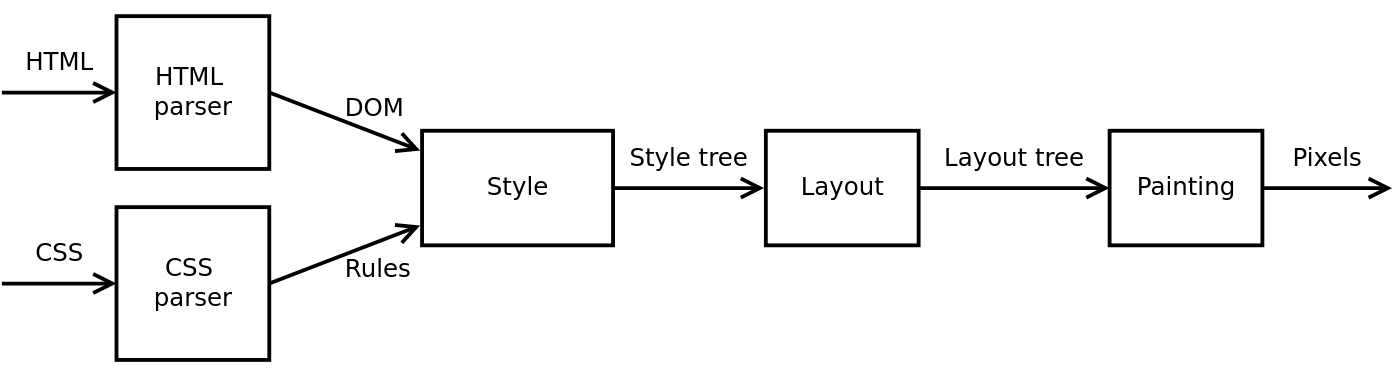 HTML
HTML
parser
DOM
CSS
CSS
parser
Rules
Style
Style tree
Layout
Layout tree
Painting
Pixels